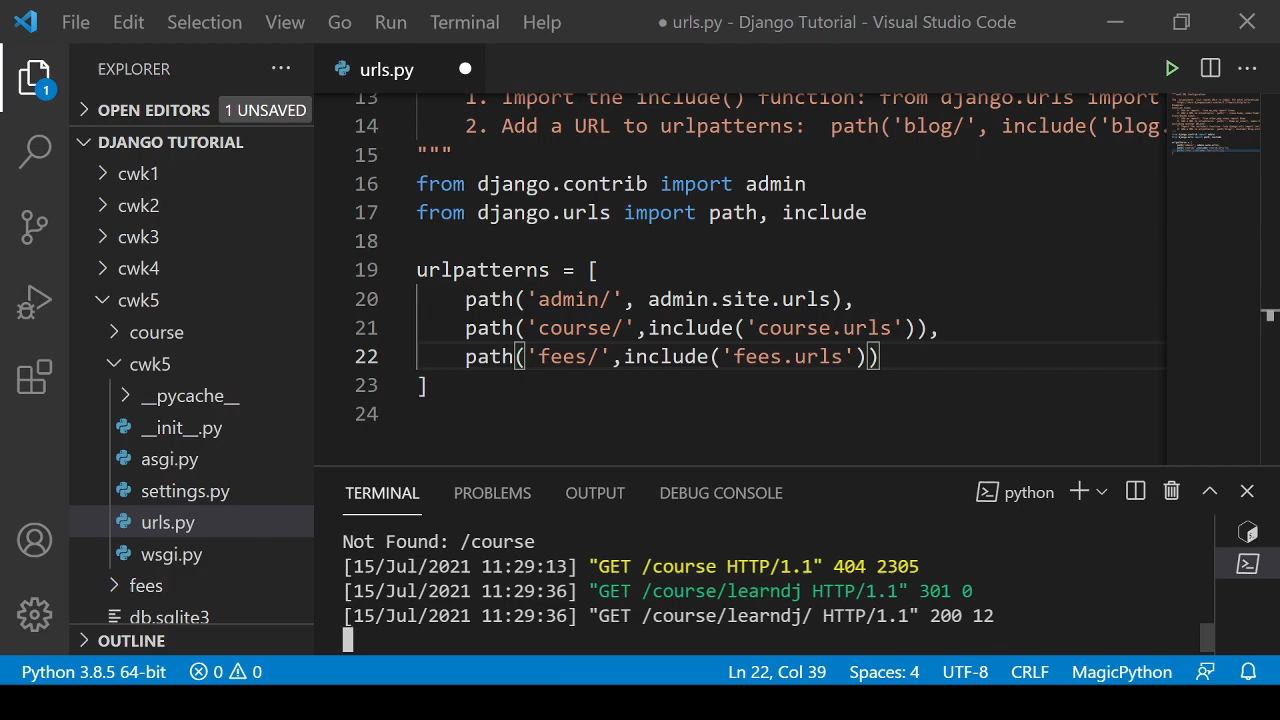 File Edit Selection View Go Run Terminal Help ● urls.py - Django Tutorial - Visual Studio Code
EXPLORER ···
1
urls.py
OPEN EDITORS 1 UNSAVED
DJANGO TUTORIAL
cwk1
cwk2
cwk3
cwk4
cwk5
course
cwk5
__pycache__
__init__.py
asgi.py
settings.py
urls.py
wsgi.py
fees
db.sqlite3
OUTLINE
13 1. Import the include() function: from django.urls import
14 2. Add a URL to urlpatterns:  path('blog/', include('blog.
15 """
16 from django.contrib import admin
17 from django.urls import path, include
18
19 urlpatterns = [
20 path('admin/', admin.site.urls),
21 path('course/',include('course.urls')),
22 path('fees/',include('fees.urls'))
23 ]
24
TERMINAL PROBLEMS OUTPUT DEBUG CONSOLE python
Not Found: /course
[15/Jul/2021 11:29:13] "GET /course HTTP/1.1" 404 2305
[15/Jul/2021 11:29:36] "GET /course/learndj HTTP/1.1" 301 0
[15/Jul/2021 11:29:36] "GET /course/learndj/ HTTP/1.1" 200 12
Python 3.8.5 64-bit 0 0 Ln 22, Col 39 Spaces: 4 UTF-8 CRLF MagicPython